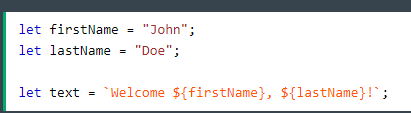 let firstName = "John";
let lastName = "Doe";
let text = `Welcome ${firstName}, ${lastName}!`;